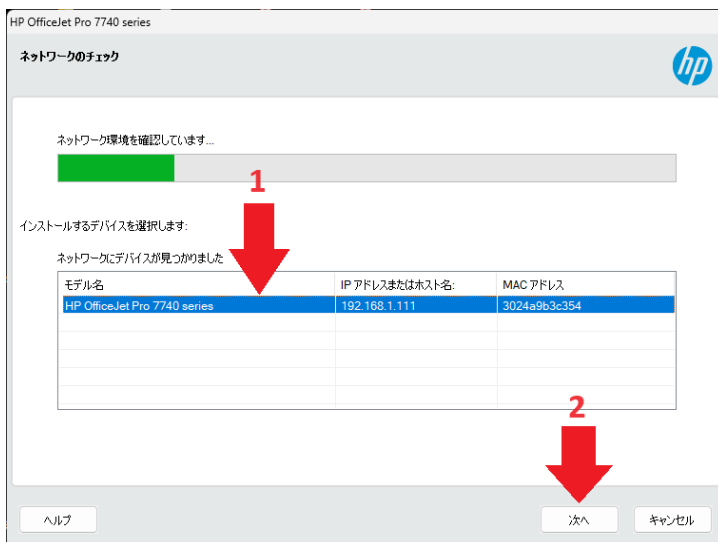 HP OfficeJet Pro 7740 series
ネットワークのチェック
hp
ネットワーク環境を確認しています...
1
インストールするデバイスを選択します:
ネットワークにデバイスが見つかりました
モデル名 IP アドレスまたはホスト名: MAC アドレス
HP OfficeJet Pro 7740 series 192.168.1.111 3024a9b3c354
2
ヘルプ 次へ キャンセル